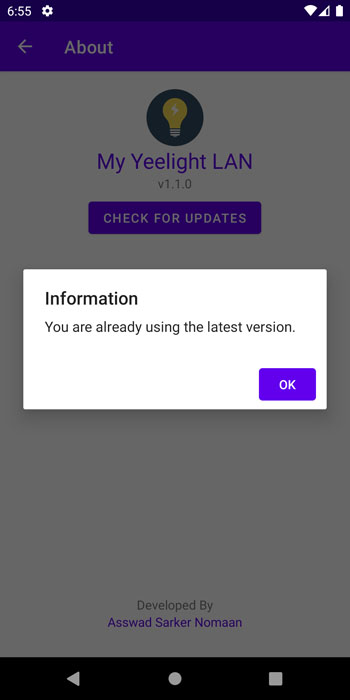 6:55
About
My Yeelight LAN
v1.1.0
CHECK FOR UPDATES
Information
You are already using the latest version.
OK
Developed By
Asswad Sarker Nomaan